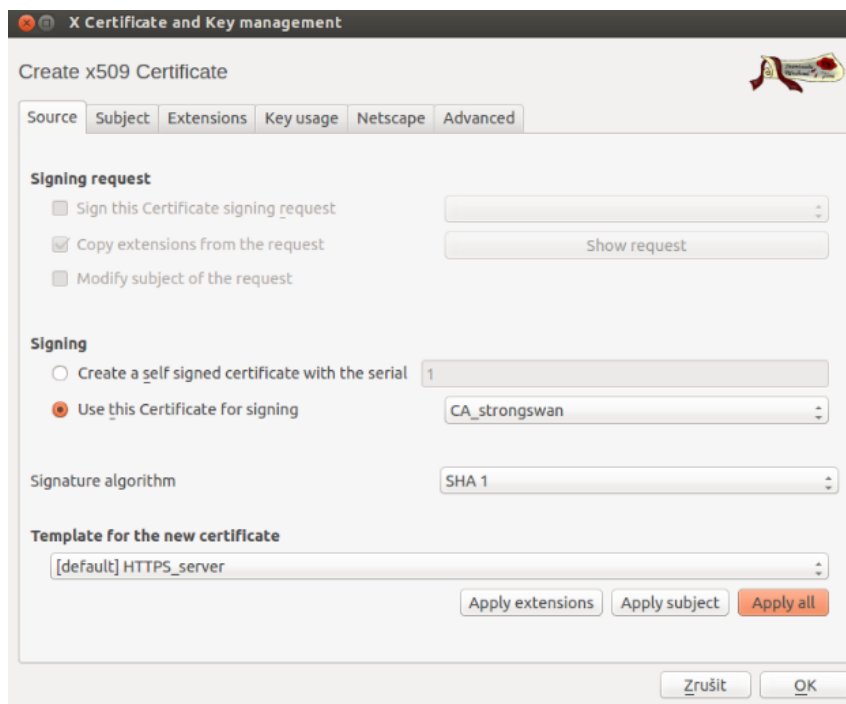 X Certificate and Key management
Create x509 Certificate
Source Subject Extensions Key usage Netscape Advanced
Signing request
Sign this Certificate signing request
Copy extensions from the request Show request
Modify subject of the request
Signing
Create a self signed certificate with the serial 1
Use this Certificate for signing CA_strongswan
Signature algorithm SHA 1
Template for the new certificate
[default] HTTPS_server
Apply extensions Apply subject Apply all
Zrušit OK